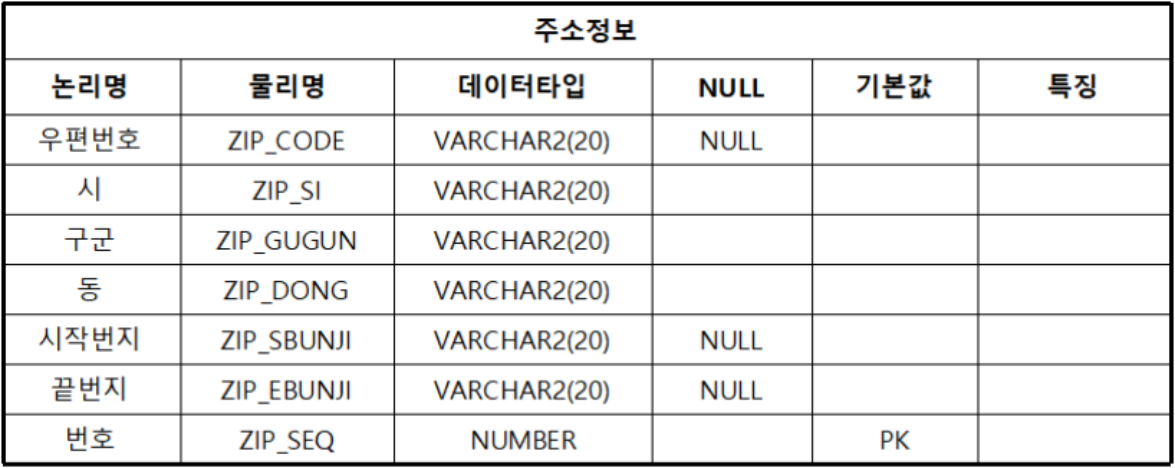 주소정보
논리명 물리명 데이터타입 NULL 기본값 특징
우편번호 ZIP_CODE VARCHAR2(20) NULL
시 ZIP_SI VARCHAR2(20)
구군 ZIP_GUGUN VARCHAR2(20)
동 ZIP_DONG VARCHAR2(20)
시작번지 ZIP_SBUNJI VARCHAR2(20) NULL
끝번지 ZIP_EBUNJI VARCHAR2(20) NULL
번호 ZIP_SEQ NUMBER PK